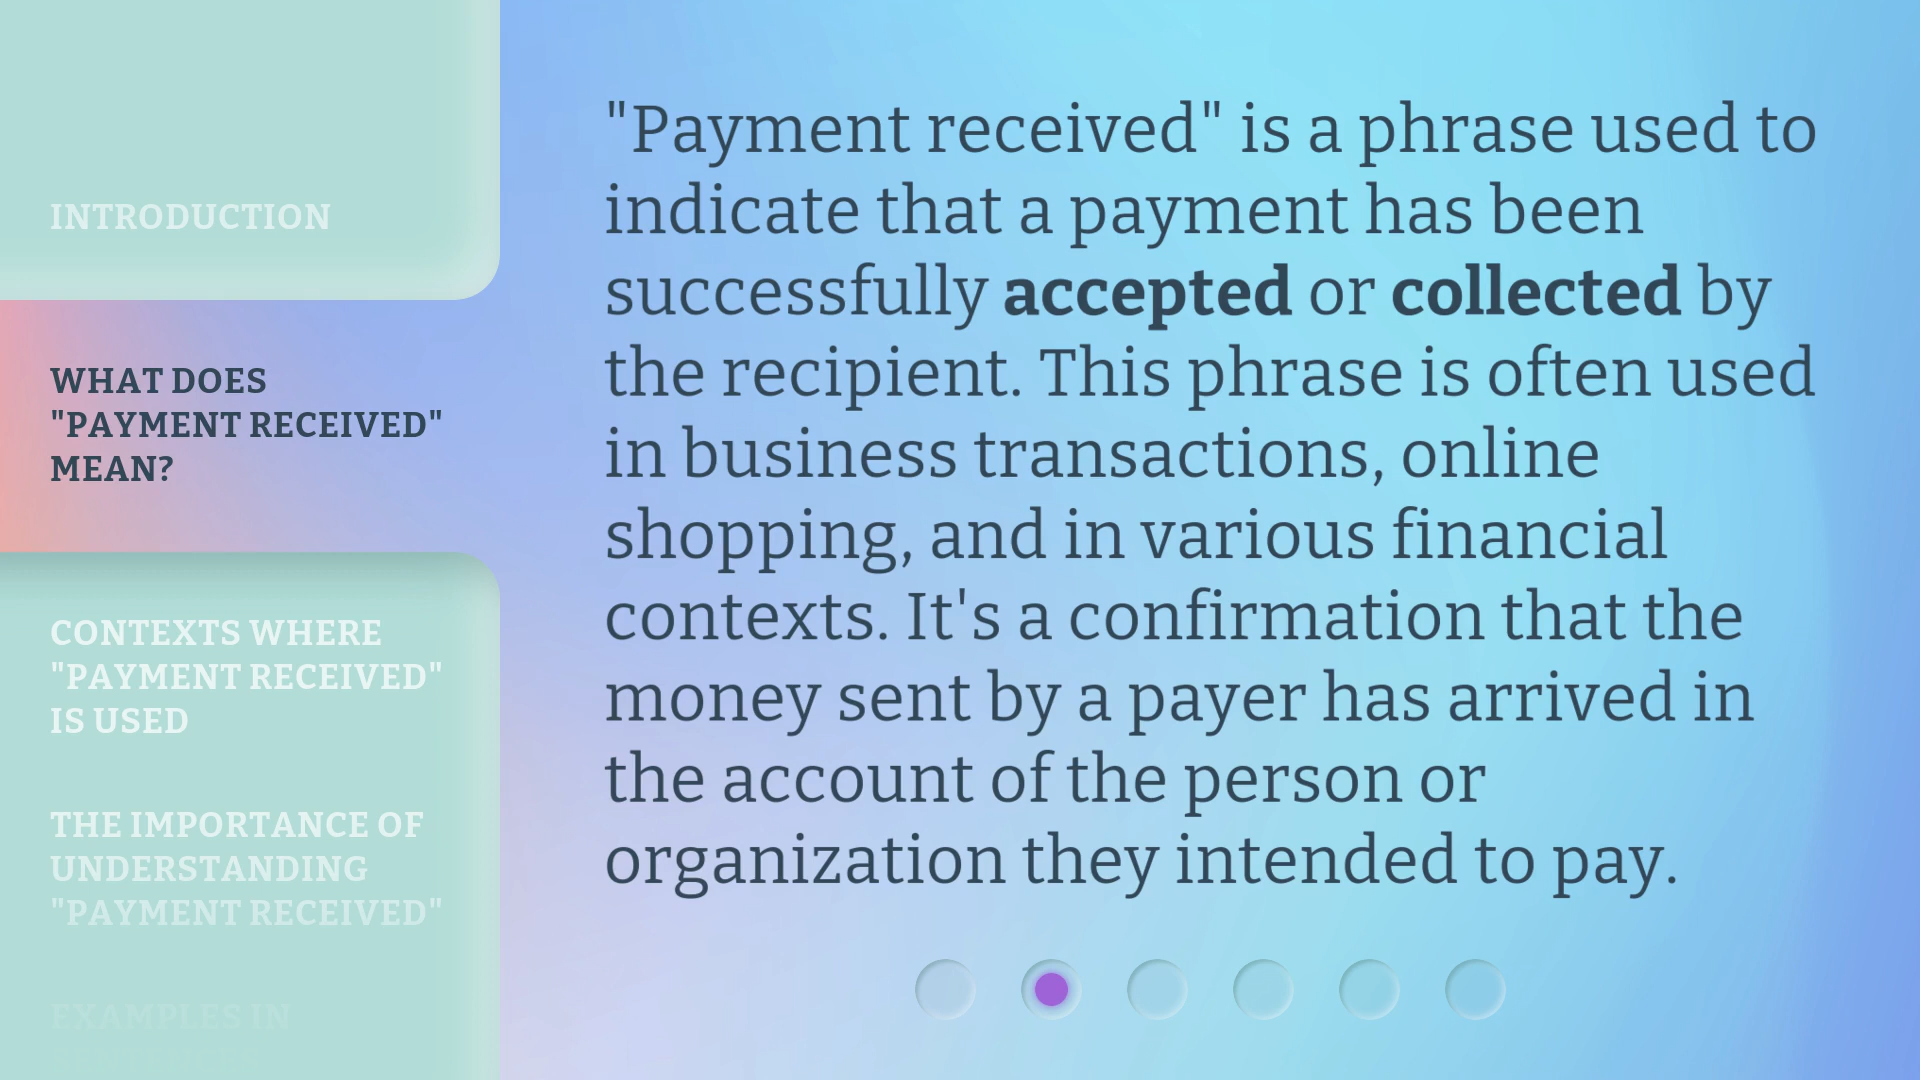 INTRODUCTION
WHAT DOES
"PAYMENT RECEIVED"
MEAN?
CONTEXTS WHERE
"PAYMENT RECEIVED"
IS USED
THE IMPORTANCE OF
UNDERSTANDING
"PAYMENT RECEIVED"
EXAMPLES IN
SENTENCES
"Payment received" is a phrase used to
indicate that a payment has been
successfully accepted or collected by
the recipient. This phrase is often used
in business transactions, online
shopping, and in various financial
contexts. It's a confirmation that the
money sent by a payer has arrived in
the account of the person or
organization they intended to pay.